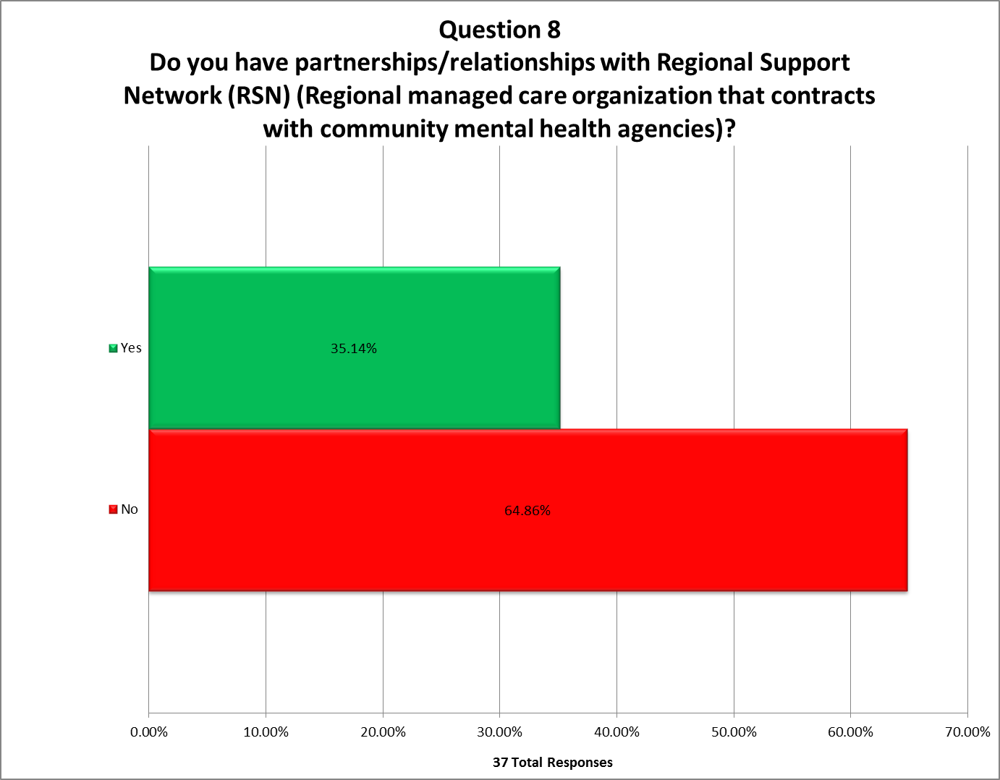 Question 8
Do you have partnerships/relationships with Regional Support
Network (RSN) (Regional managed care organization that contracts
with community mental health agencies)?
Yes
35.14%
No
64.86%
0.00% 10.00% 20.00% 30.00% 40.00% 50.00% 60.00% 70.00%
37 Total Responses